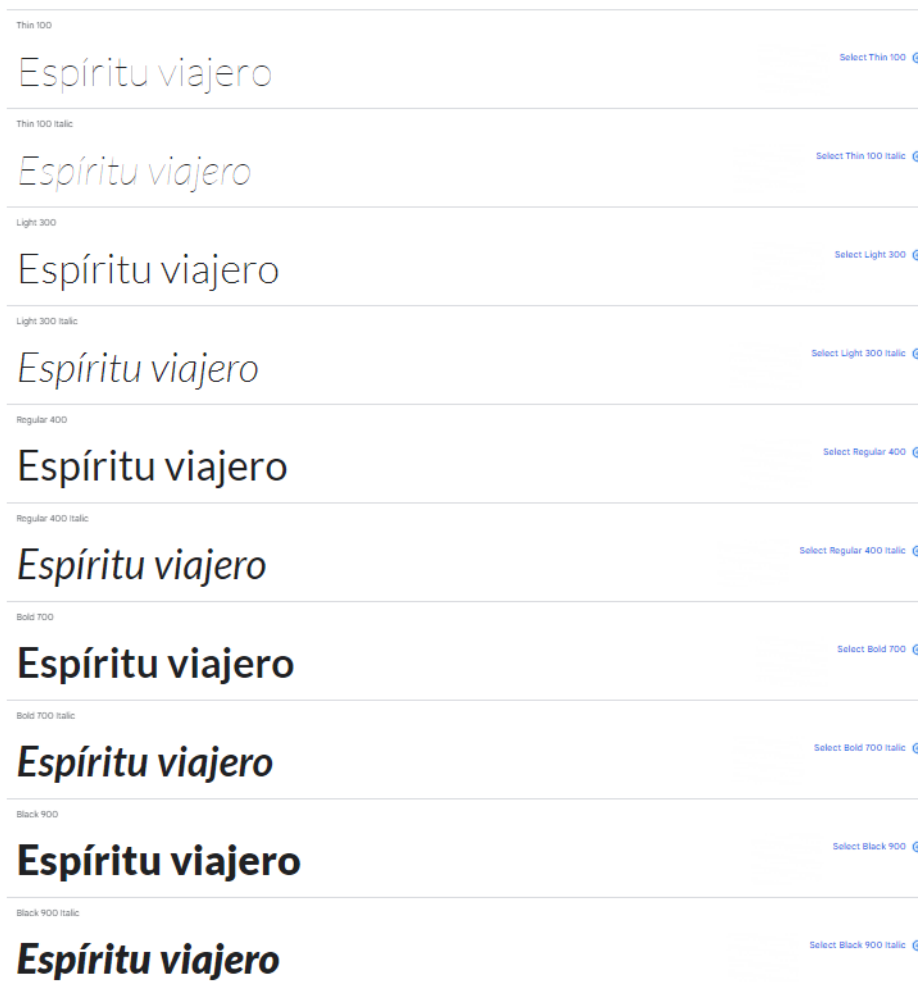 Thin 100
Espíritu viajero
Select Thin 100
Thin 100 Italic
Espíritu viajero
Select Thin 100 Italic
Light 300
Espíritu viajero
Select Light 300
Light 300 Italic
Espíritu viajero
Select Light 300 Italic
Regular 400
Espíritu viajero
Select Regular 400
Regular 400 Italic
Espíritu viajero
Select Regular 400 Italic
Bold 700
Espíritu viajero
Select Bold 700
Bold 700 Italic
Espíritu viajero
Select Bold 700 Italic
Black 900
Espíritu viajero
Select Black 900
Black 900 Italic
Espíritu viajero
Select Black 900 Italic